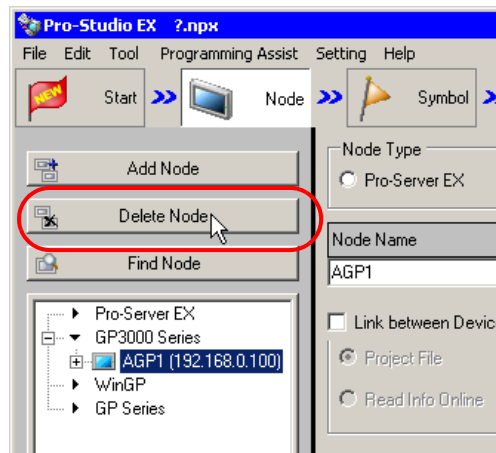 Pro-Studio EX ?.npx
File Edit Tool Programming Assist Setting Help
NEW Start Node Symbol
Add Node
Delete Node
Find Node
Pro-Server EX
GP3000 Series
AGP1 (192.168.0.100)
WinGP
GP Series
Node Type
Pro-Server EX
Node Name
AGP1
Link between Devic
Project File
Read Info Online